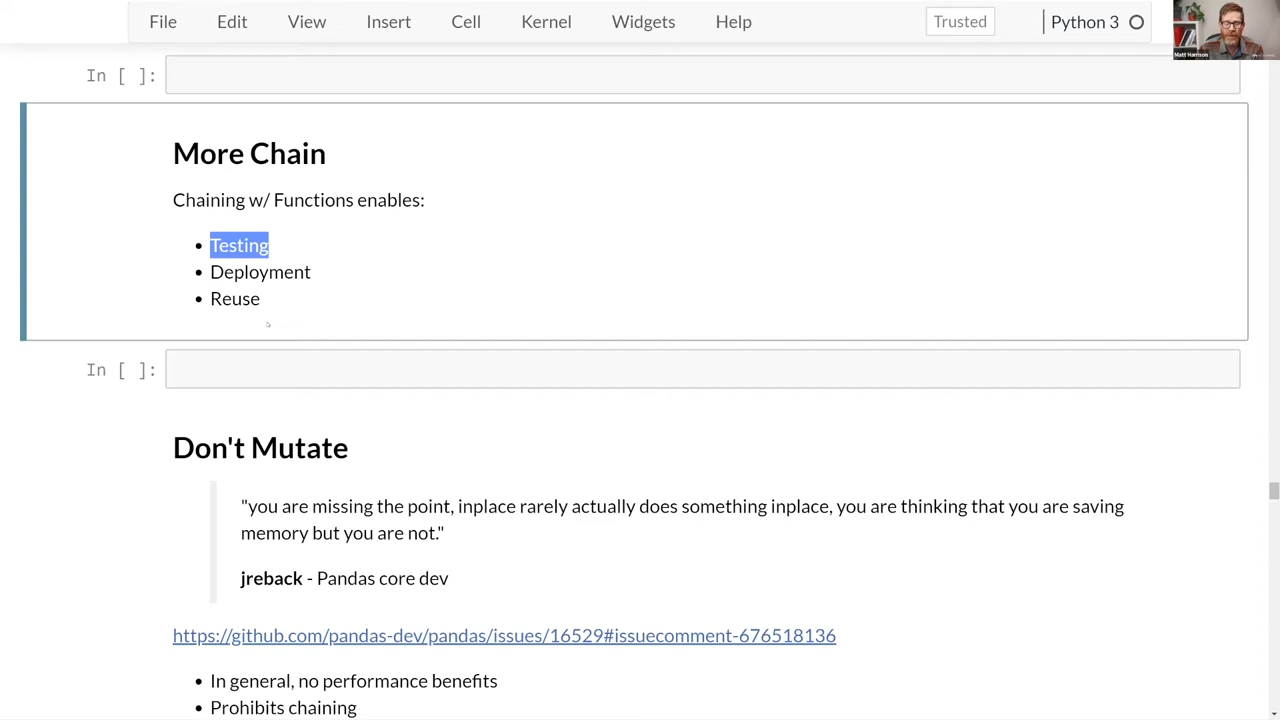 File Edit View Insert Cell Kernel Widgets Help Trusted Python 3
Matt Harrison
In [ ]:
More Chain
Chaining w/ Functions enables:
• Testing
• Deployment
• Reuse
In [ ]:
Don't Mutate
"you are missing the point, inplace rarely actually does something inplace, you are thinking that you are saving
memory but you are not."
jreback - Pandas core dev
https://github.com/pandas-dev/pandas/issues/16529#issuecomment-676518136
• In general, no performance benefits
• Prohibits chaining